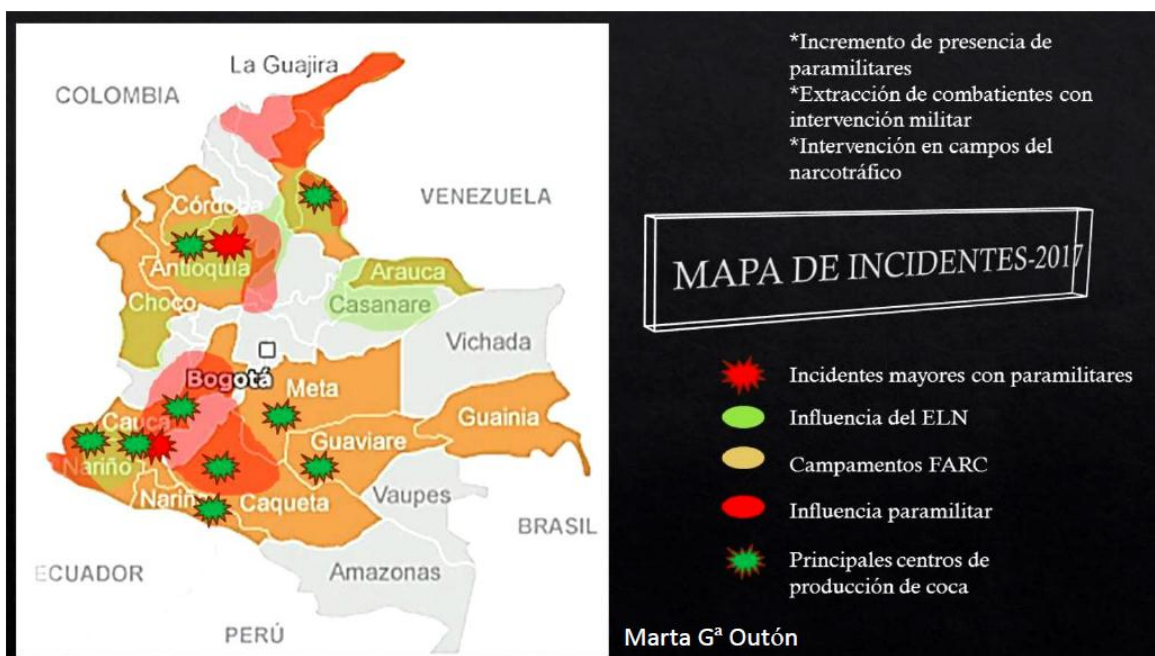 La Guajira
COLOMBIA
VENEZUELA
Córdoba
Antioquia
Arauca
Choco
Casanare
Vichada
Bogotá
Meta
Cauca
Guainia
Guaviare
Nariño
Nariñ
Caqueta
Vaupes
BRASIL
ECUADOR
Amazonas
PERÚ
*Incremento de presencia de
paramilitares
*Extracción de combatientes con
intervención militar
*Intervención en campos del
narcotráfico
MAPA DE INCIDENTES-2017
Incidentes mayores con paramilitares
Influencia del ELN
Campamentos FARC
Influencia paramilitar
Principales centros de
producción de coca
Marta Gª Outón